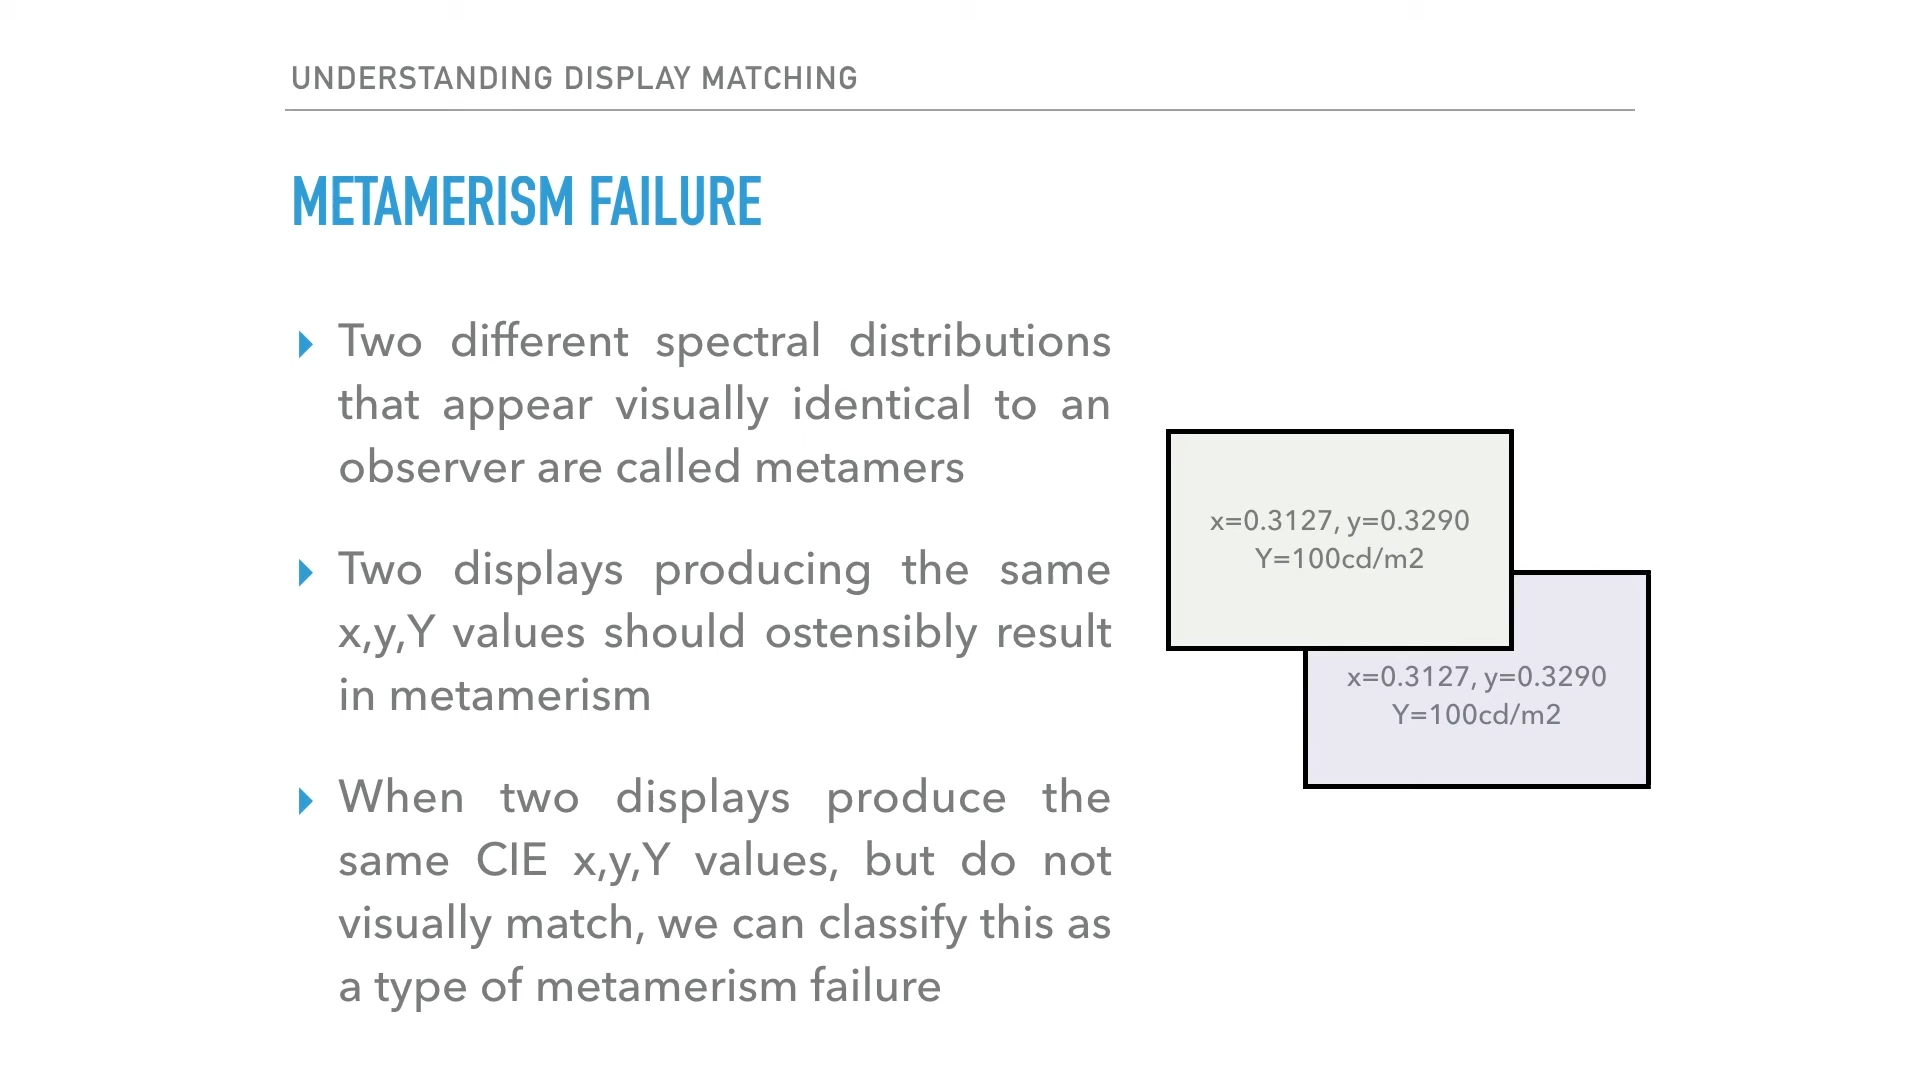 UNDERSTANDING DISPLAY MATCHING
METAMERISM FAILURE
Two different spectral distributions
that appear visually identical to an
observer are called metamers
Two displays producing the same
x,y,Y values should ostensibly result
in metamerism
When two displays produce the
same CIE x,y,Y values, but do not
visually match, we can classify this as
a type of metamerism failure
x=0.3127, y=0.3290
Y=100cd/m2
x=0.3127, y=0.3290
Y=100cd/m2